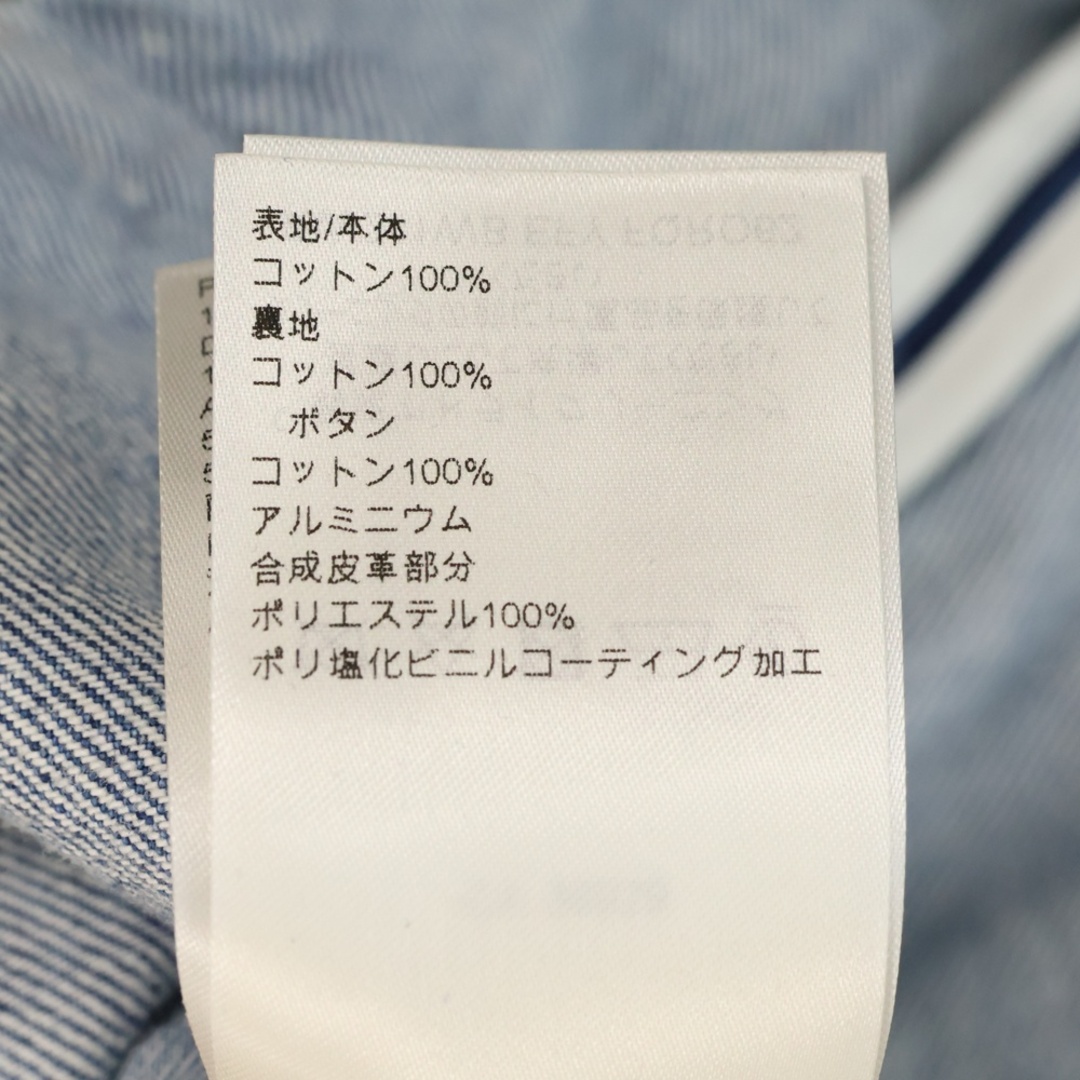 表地/本体
コットン100%
裏地
コットン100%
ボタン
コットン100%
アルミニウム
合成皮革部分
ポリエステル100%
ポリ塩化ビニルコーティング加工